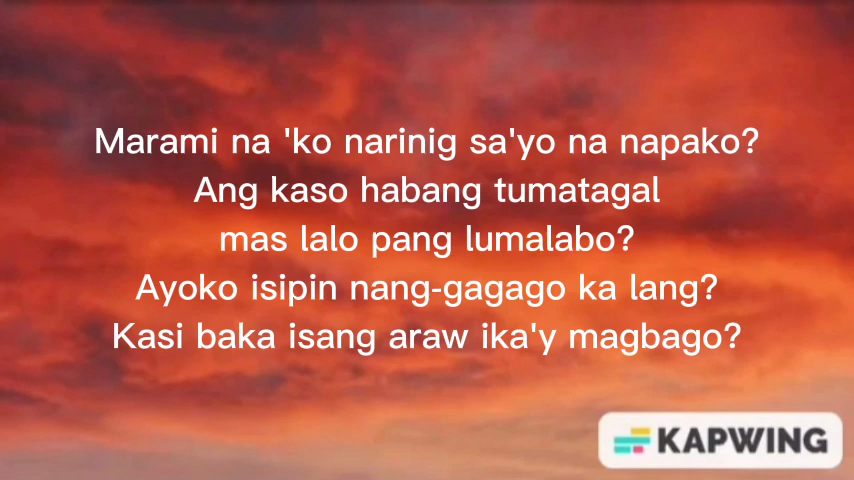 Marami na 'ko narinig sa'yo na napako?
Ang kaso habang tumatagal
mas lalo pang lumalabo?
Ayoko isipin nang-gagago ka lang?
Kasi baka isang araw ika'y magbago?
KAPWING